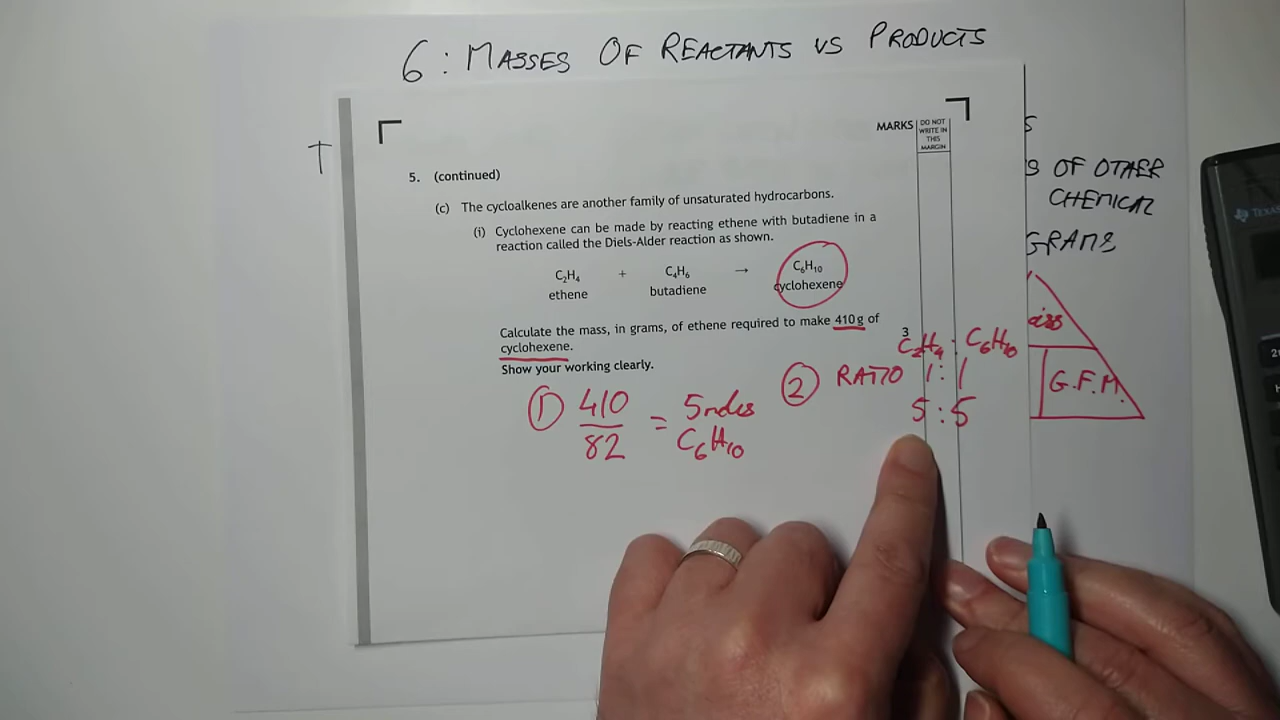 6 : MASSES OF REACTANTS VS PRODUCTS
MARKS
DO NOT
WRITE IN
THIS
MARGIN
T
S
S OF OTHER
CHEMICAL
GRAMS
5. (continued)
(c) The cycloalkenes are another family of unsaturated hydrocarbons.
(i) Cyclohexene can be made by reacting ethene with butadiene in a
reaction called the Diels-Alder reaction as shown.
C₂H₄ + C₄H₆ → C₆H₁₀
ethene butadiene cyclohexene
Calculate the mass, in grams, of ethene required to make 410 g of
cyclohexene.
3
Show your working clearly.
① 410
82
= 5 moles
C₆H₁₀
② RATIO
C₂H₄ : C₆H₁₀
1 : 1
5 : 5
ass
G.F.M.
TEXAS